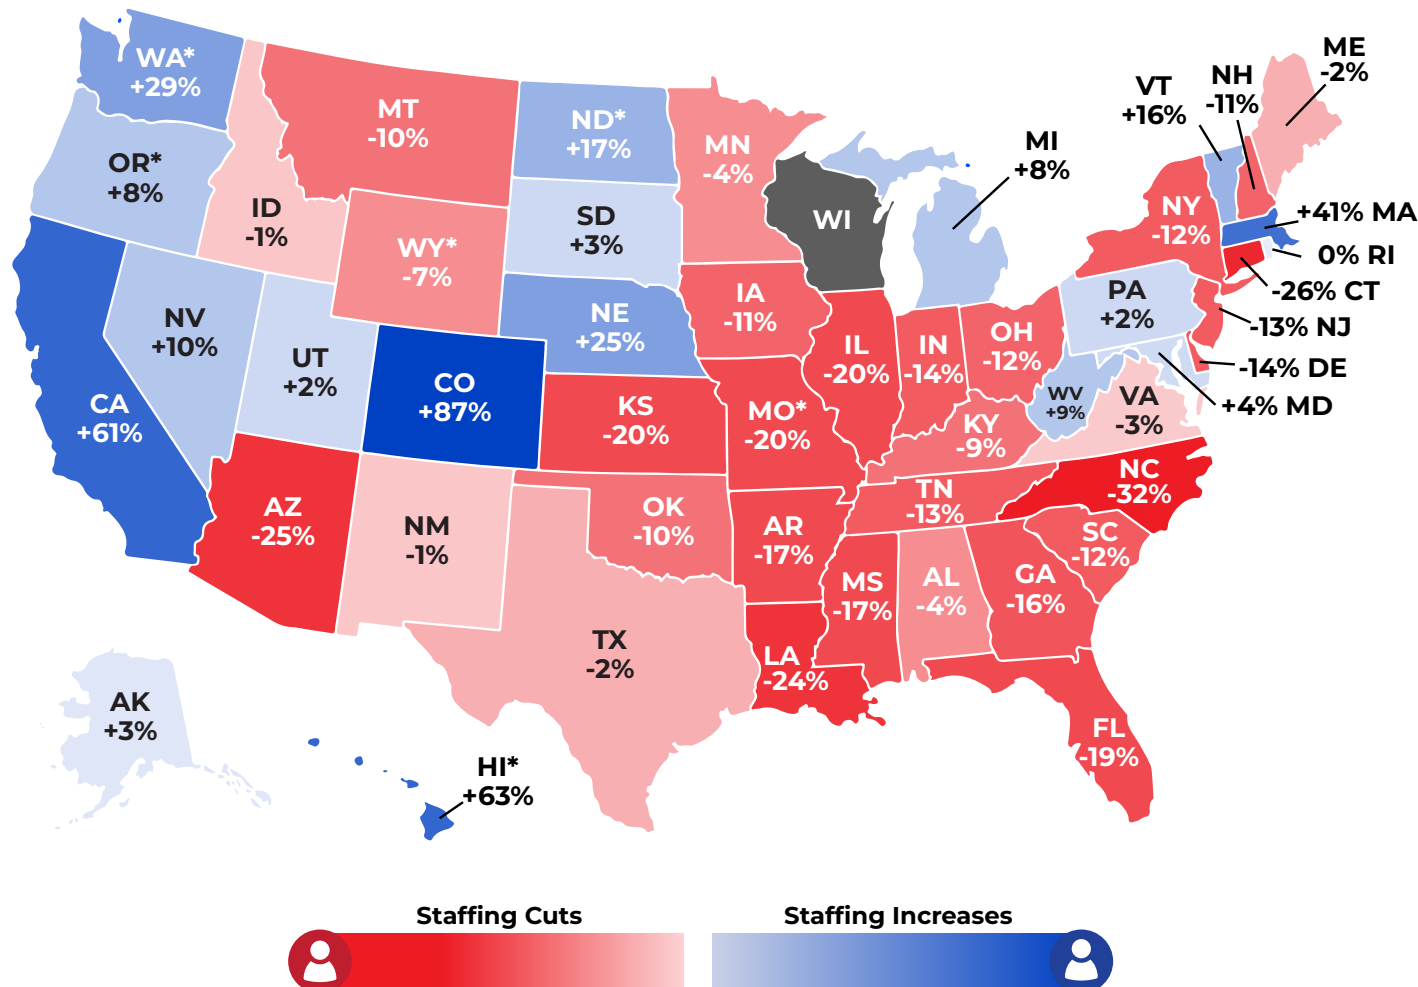 WA*
+29%
OR*
+8%
CA
+61%
NV
+10%
ID
-1%
MT
-10%
WY*
-7%
UT
+2%
CO
+87%
AZ
-25%
NM
-1%
ND*
+17%
SD
+3%
NE
+25%
KS
-20%
OK
-10%
TX
-2%
MN
-4%
IA
-11%
MO*
-20%
AR
-17%
LA
-24%
WI
IL
-20%
MI
+8%
IN
-14%
OH
-12%
KY
-9%
TN
-13%
MS
-17%
AL
-4%
GA
-16%
FL
-19%
SC
-12%
NC
-32%
VA
-3%
WV
+9%
PA
+2%
NY
-12%
VT
+16%
NH
-11%
ME
-2%
+41% MA
0% RI
-26% CT
-13% NJ
-14% DE
+4% MD
AK
+3%
HI*
+63%
Staffing Cuts
Staffing Increases